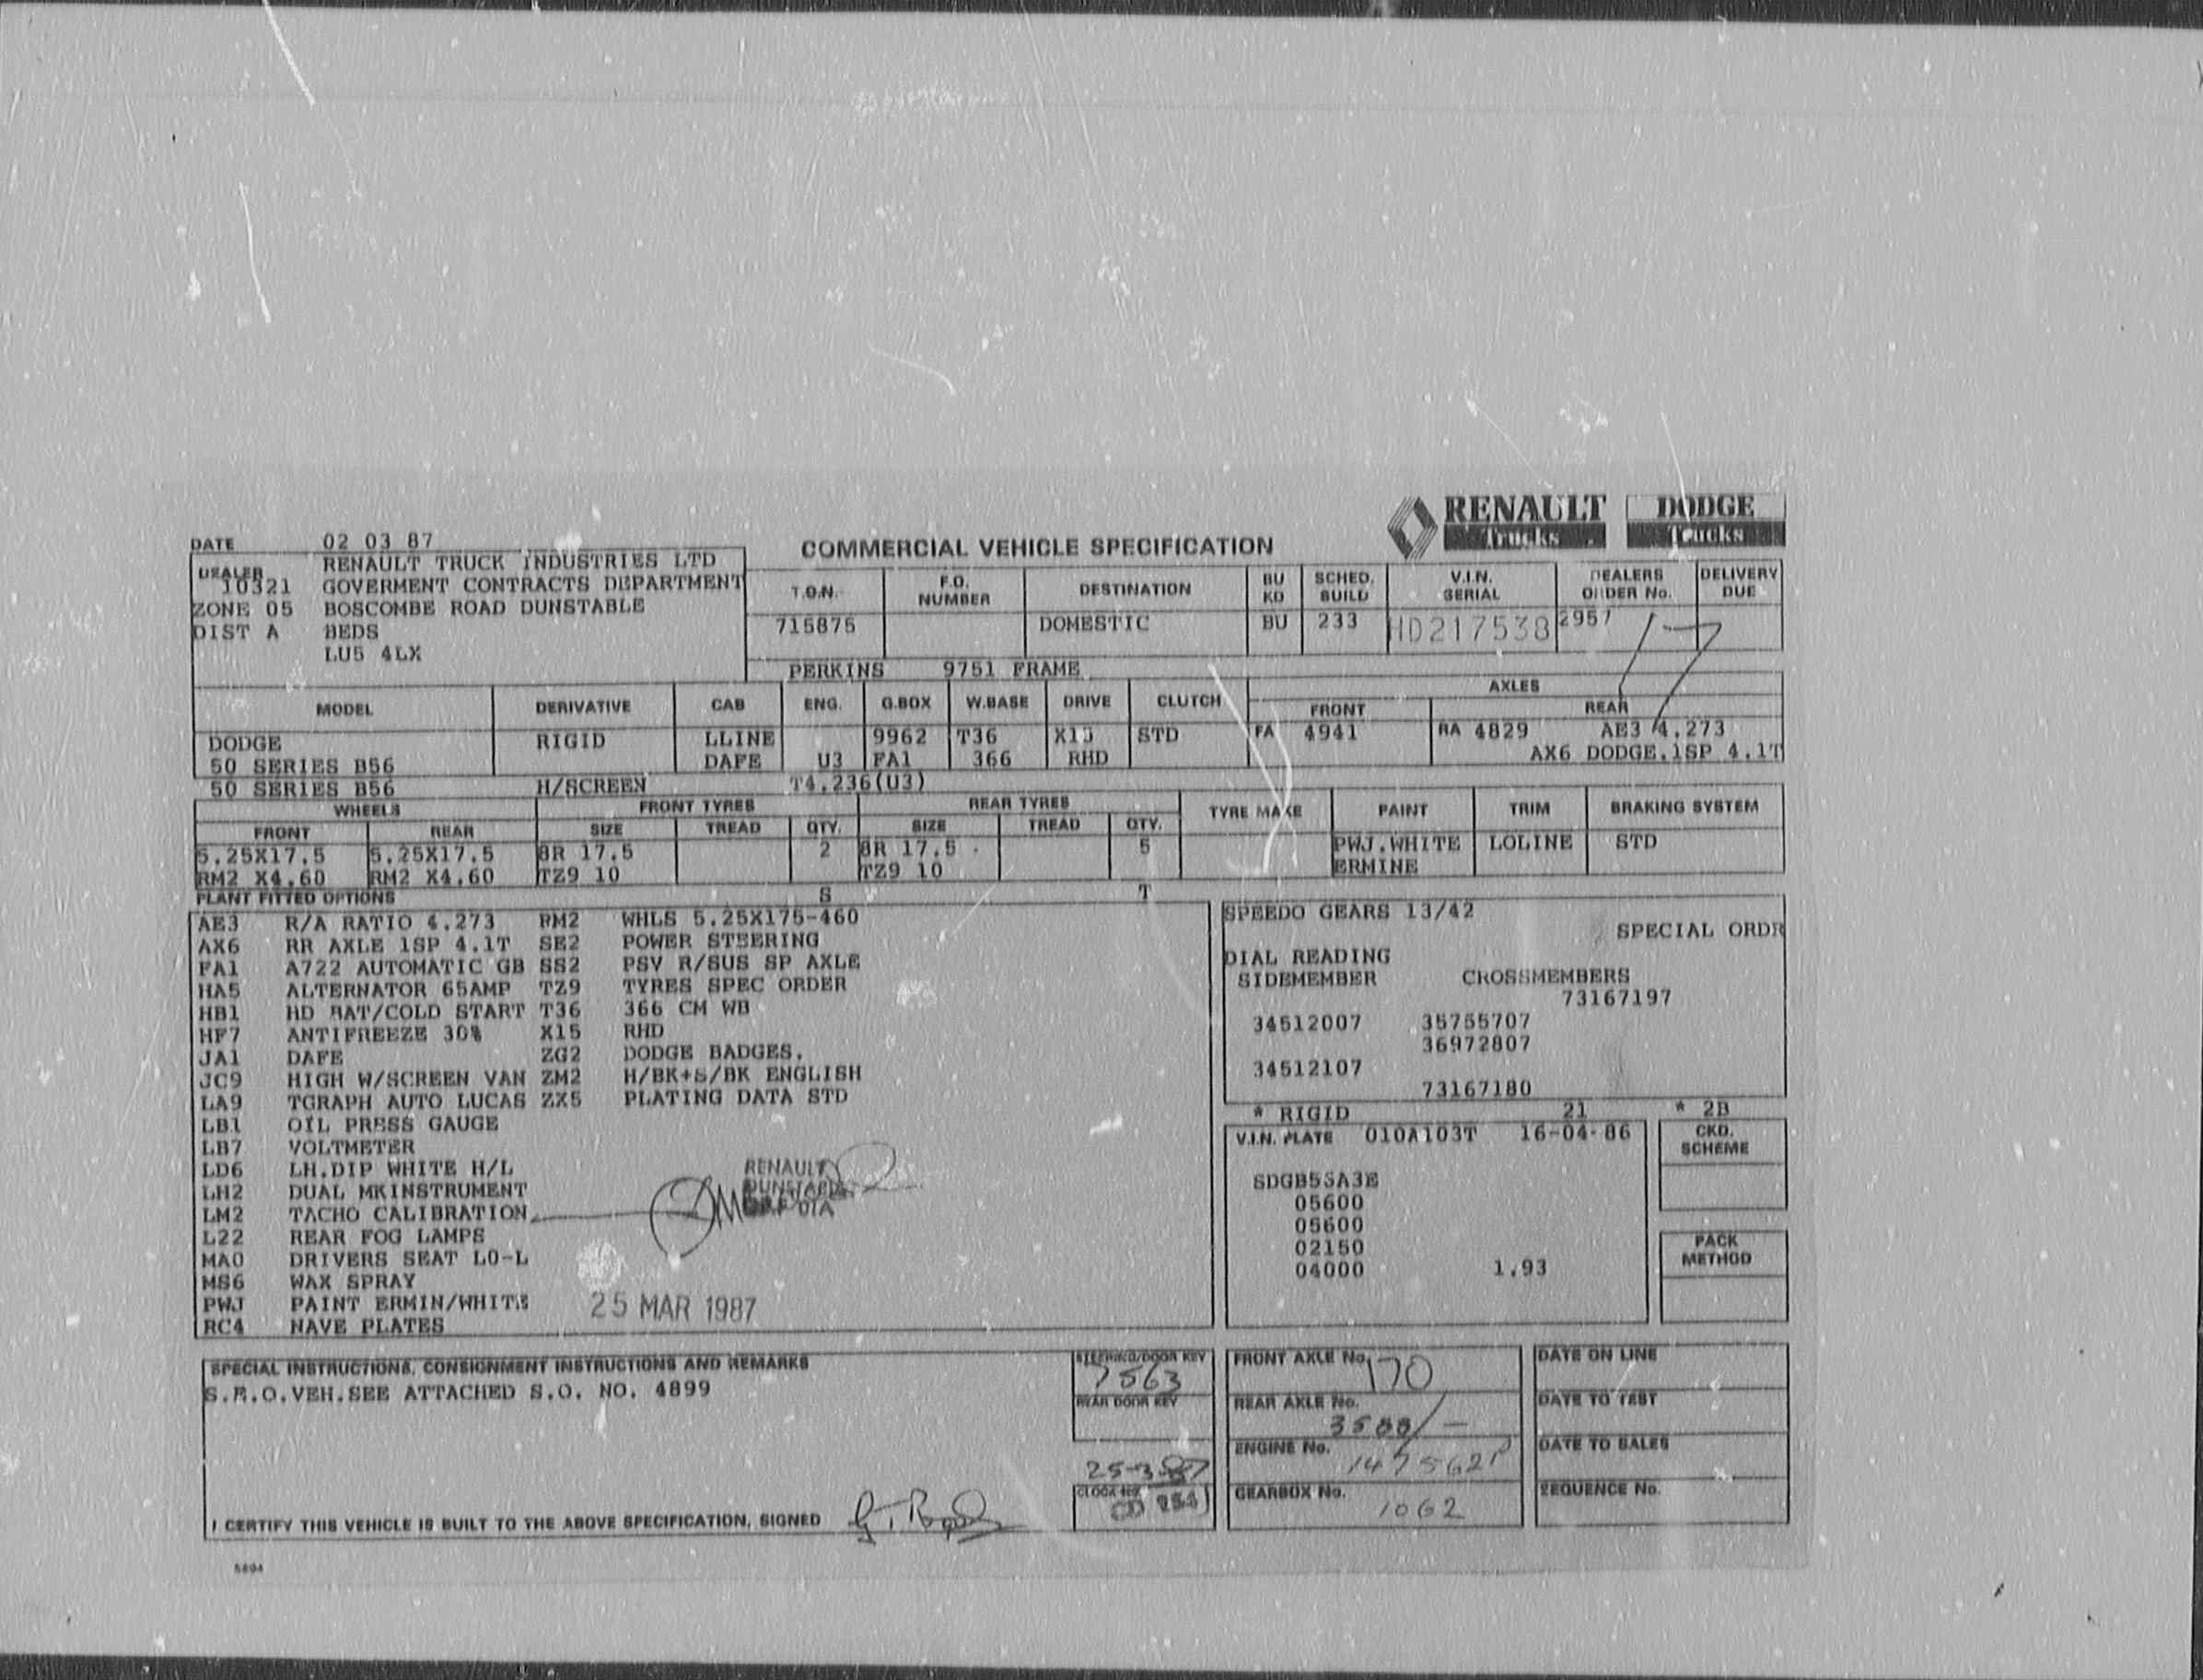 RENAULT Trucks DODGE Trucks
DATE 02 03 87
COMMERCIAL VEHICLE SPECIFICATION
DEALER RENAULT TRUCK INDUSTRIES LTD
10321 GOVERMENT CONTRACTS DEPARTMENT
ZONE 05 BOSCOMBE ROAD DUNSTABLE
DIST A BEDS
LU5 4LX
T.O.N. F.O. NUMBER DESTINATION BU KD SCHED. BUILD V.I.N. SERIAL DEALERS ORDER No. DELIVERY DUE
715875 DOMESTIC BU 233 HD217538 2957
PERKINS 9751 FRAME
MODEL DERIVATIVE CAB ENG. G.BOX W.BASE DRIVE CLUTCH AXLES
FRONT REAR
DODGE RIGID LLINE 9962 T36 X15 STD FA 4941 RA 4829 AE3 4.273
50 SERIES B56 DAFE U3 FA1 366 RHD AX6 DODGE.1SP 4.1T
50 SERIES B56 H/SCREEN T4.236(U3)
WHEELS FRONT TYRES REAR TYRES TYRE MAKE PAINT TRIM BRAKING SYSTEM
FRONT REAR SIZE TREAD QTY. SIZE TREAD QTY.
5.25X17.5 5.25X17.5 8R 17.5 2 8R 17.5 5 PWJ.WHITE LOLINE STD
RM2 X4.60 RM2 X4.60 TZ9 10 TZ9 10 ERMINE
PLANT FITTED OPTIONS S T
AE3 R/A RATIO 4.273 RM2 WHLS 5.25X175-460
AX6 RR AXLE 1SP 4.1T SE2 POWER STEERING
FA1 A722 AUTOMATIC GB SS2 PSV R/SUS SP AXLE
HA5 ALTERNATOR 65AMP TZ9 TYRES SPEC ORDER
HB1 HD BAT/COLD START T36 366 CM WB
HF7 ANTIFREEZE 30% X15 RHD
JA1 DAFE ZG2 DODGE BADGES.
JC9 HIGH W/SCREEN VAN ZM2 H/BK+S/BK ENGLISH
LA9 TGRAPH AUTO LUCAS ZX5 PLATING DATA STD
LB1 OIL PRESS GAUGE
LB7 VOLTMETER
LD6 LH.DIP WHITE H/L
LH2 DUAL MKINSTRUMENT
LM2 TACHO CALIBRATION
L22 REAR FOG LAMPS
MA0 DRIVERS SEAT LO-L
MS6 WAX SPRAY
PWJ PAINT ERMIN/WHITE
RC4 NAVE PLATES
RENAULT
DUNSTABLE
25 MAR 1987
SPEEDO GEARS 13/42
SPECIAL ORDR
DIAL READING
SIDEMEMBER CROSSMEMBERS
73167197
34512007 35755707
36972807
34512107
73167180
* RIGID 21 * 2B
V.I.N. PLATE 010A103T 16-04-86
CKD. SCHEME
SDGB53A3E
05600
05600
02150
04000 1.93
PACK METHOD
SPECIAL INSTRUCTIONS, CONSIGNMENT INSTRUCTIONS AND REMARKS
S.R.O.VEH.SEE ATTACHED S.O. NO. 4899
STEERING/DOOR KEY 7563
REAR DOOR KEY
25-3-87
CLOCK No.
FRONT AXLE No. 170
REAR AXLE No.
ENGINE No.
GEARBOX No. 1062
DATE ON LINE
DATE TO TEST
DATE TO SALES
SEQUENCE No.
I CERTIFY THIS VEHICLE IS BUILT TO THE ABOVE SPECIFICATION, SIGNED